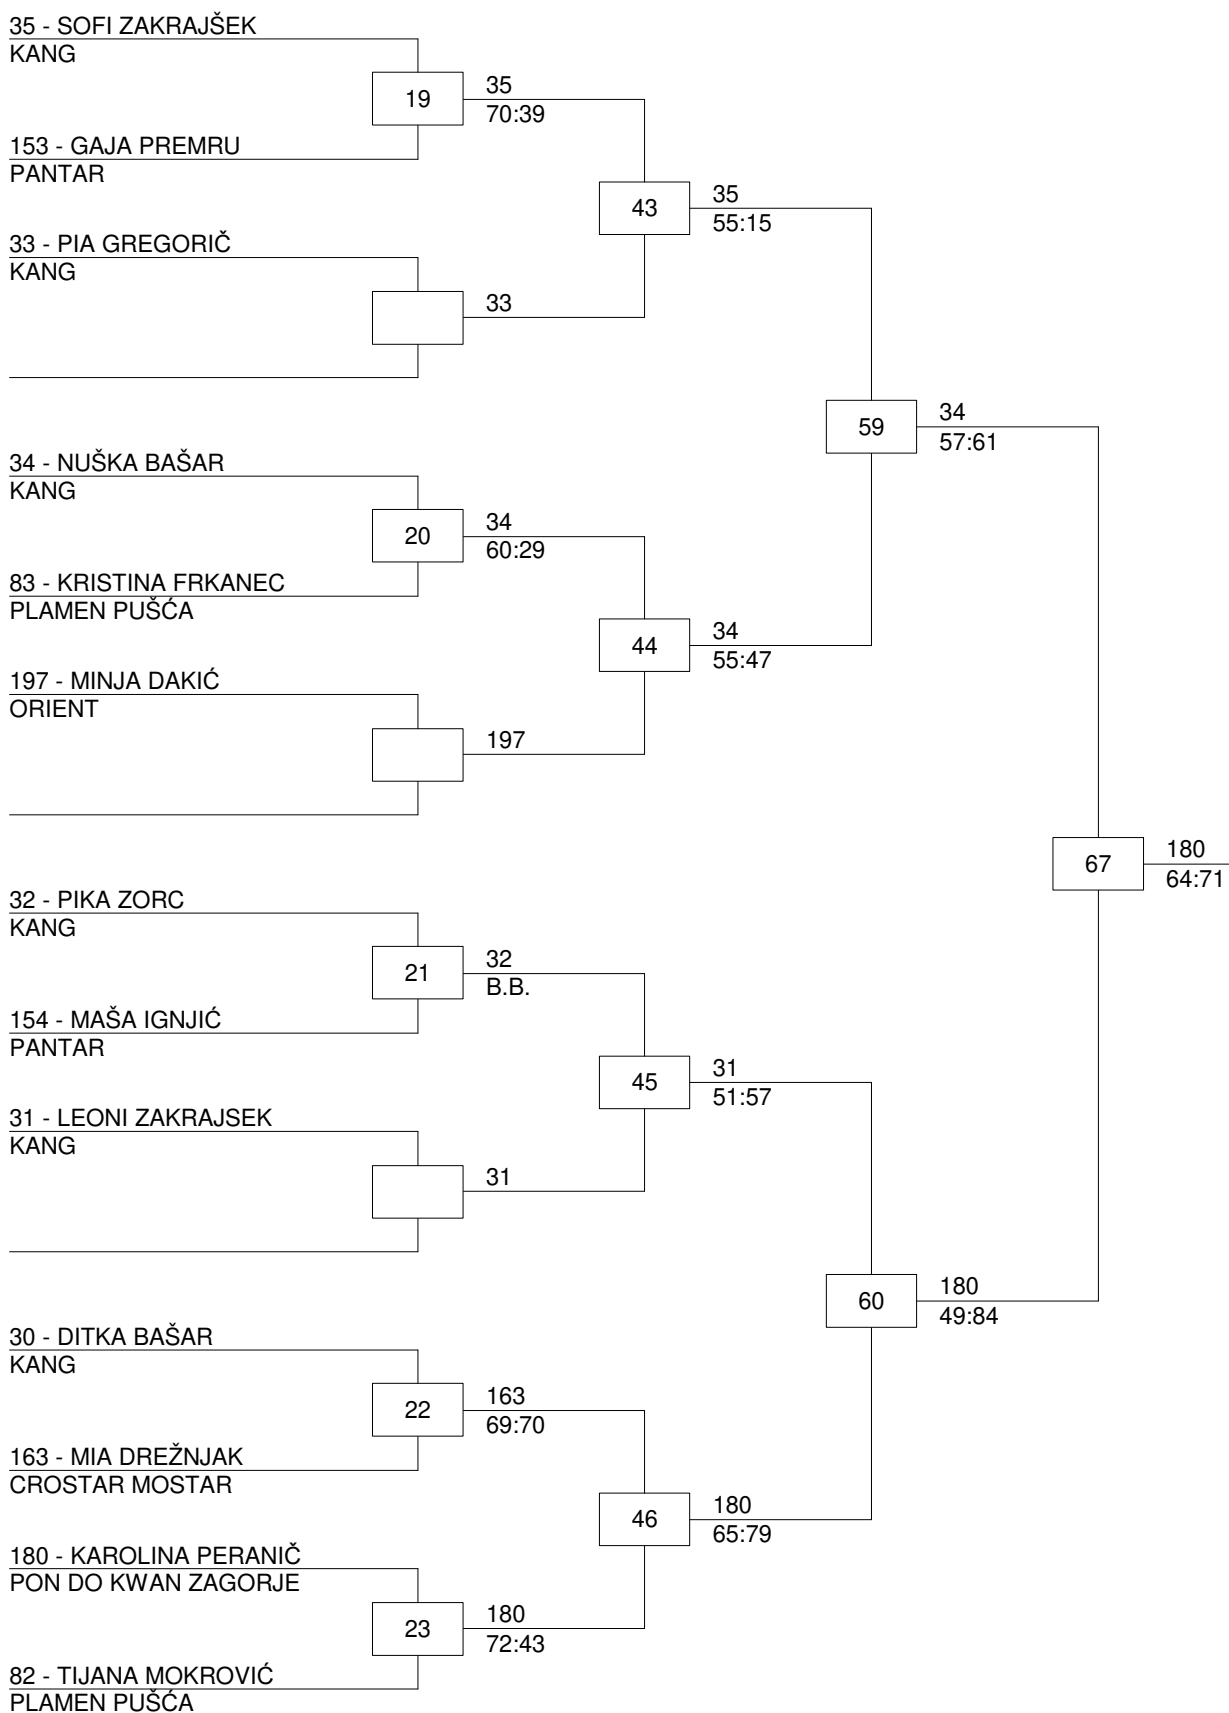 35 - SOFI ZAKRAJŠEK
KANG
19
35
70:39
153 - GAJA PREMRU
PANTAR
43
35
55:15
33 - PIA GREGORIČ
KANG
33
59
34
57:61
34 - NUŠKA BAŠAR
KANG
20
34
60:29
83 - KRISTINA FRKANEC
PLAMEN PUŠĆA
44
34
55:47
197 - MINJA DAKIĆ
ORIENT
197
67
180
64:71
32 - PIKA ZORC
KANG
21
32
B.B.
154 - MAŠA IGNJIĆ
PANTAR
45
31
51:57
31 - LEONI ZAKRAJSEK
KANG
31
60
180
49:84
30 - DITKA BAŠAR
KANG
22
163
69:70
163 - MIA DREŽNJAK
CROSTAR MOSTAR
46
180
65:79
180 - KAROLINA PERANIČ
PON DO KWAN ZAGORJE
23
180
72:43
82 - TIJANA MOKROVIĆ
PLAMEN PUŠĆA